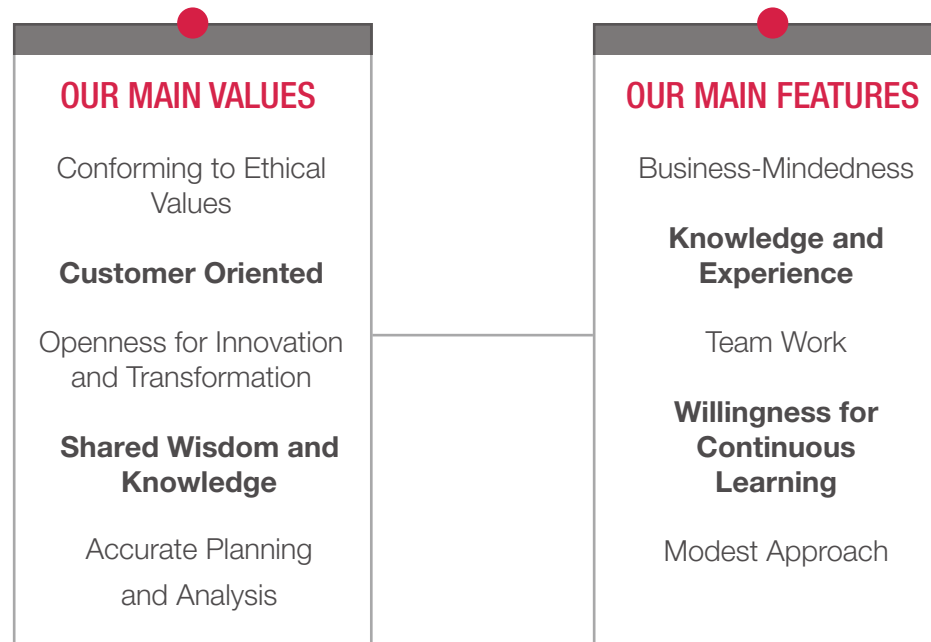 OUR MAIN VALUES
Conforming to Ethical
Values
Customer Oriented
Openness for Innovation
and Transformation
Shared Wisdom and
Knowledge
Accurate Planning
and Analysis
OUR MAIN FEATURES
Business-Mindedness
Knowledge and
Experience
Team Work
Willingness for
Continuous
Learning
Modest Approach